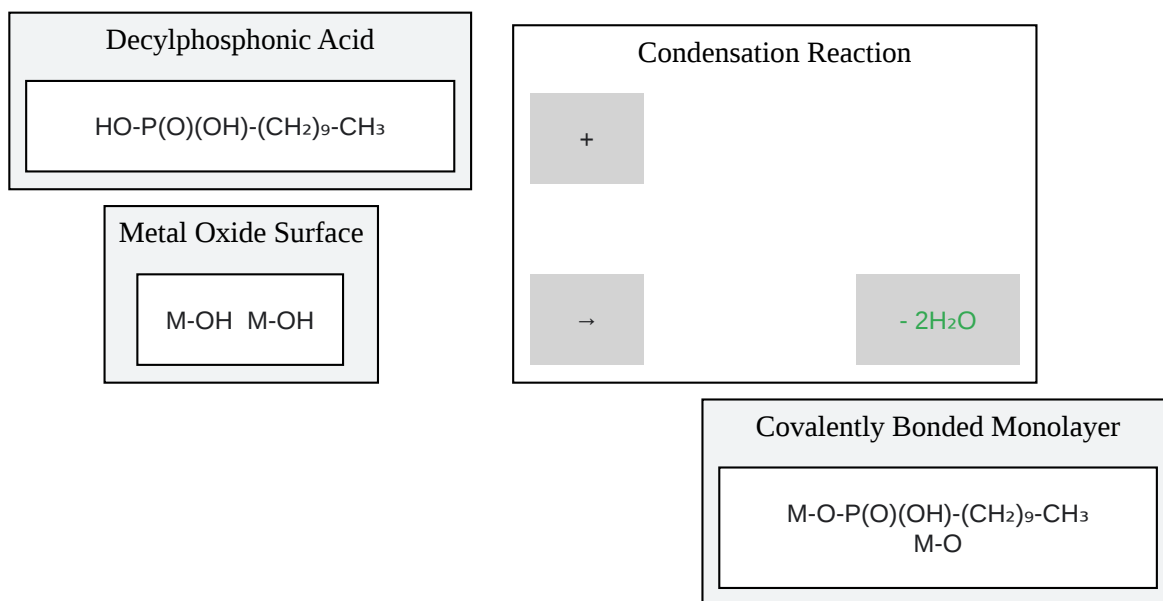 Decylphosphonic Acid
HO-P(O)(OH)-(CH₂)₉-CH₃
Metal Oxide Surface
M-OH  M-OH
Condensation Reaction
+
→
- 2H₂O
Covalently Bonded Monolayer
M-O-P(O)(OH)-(CH₂)₉-CH₃
M-O